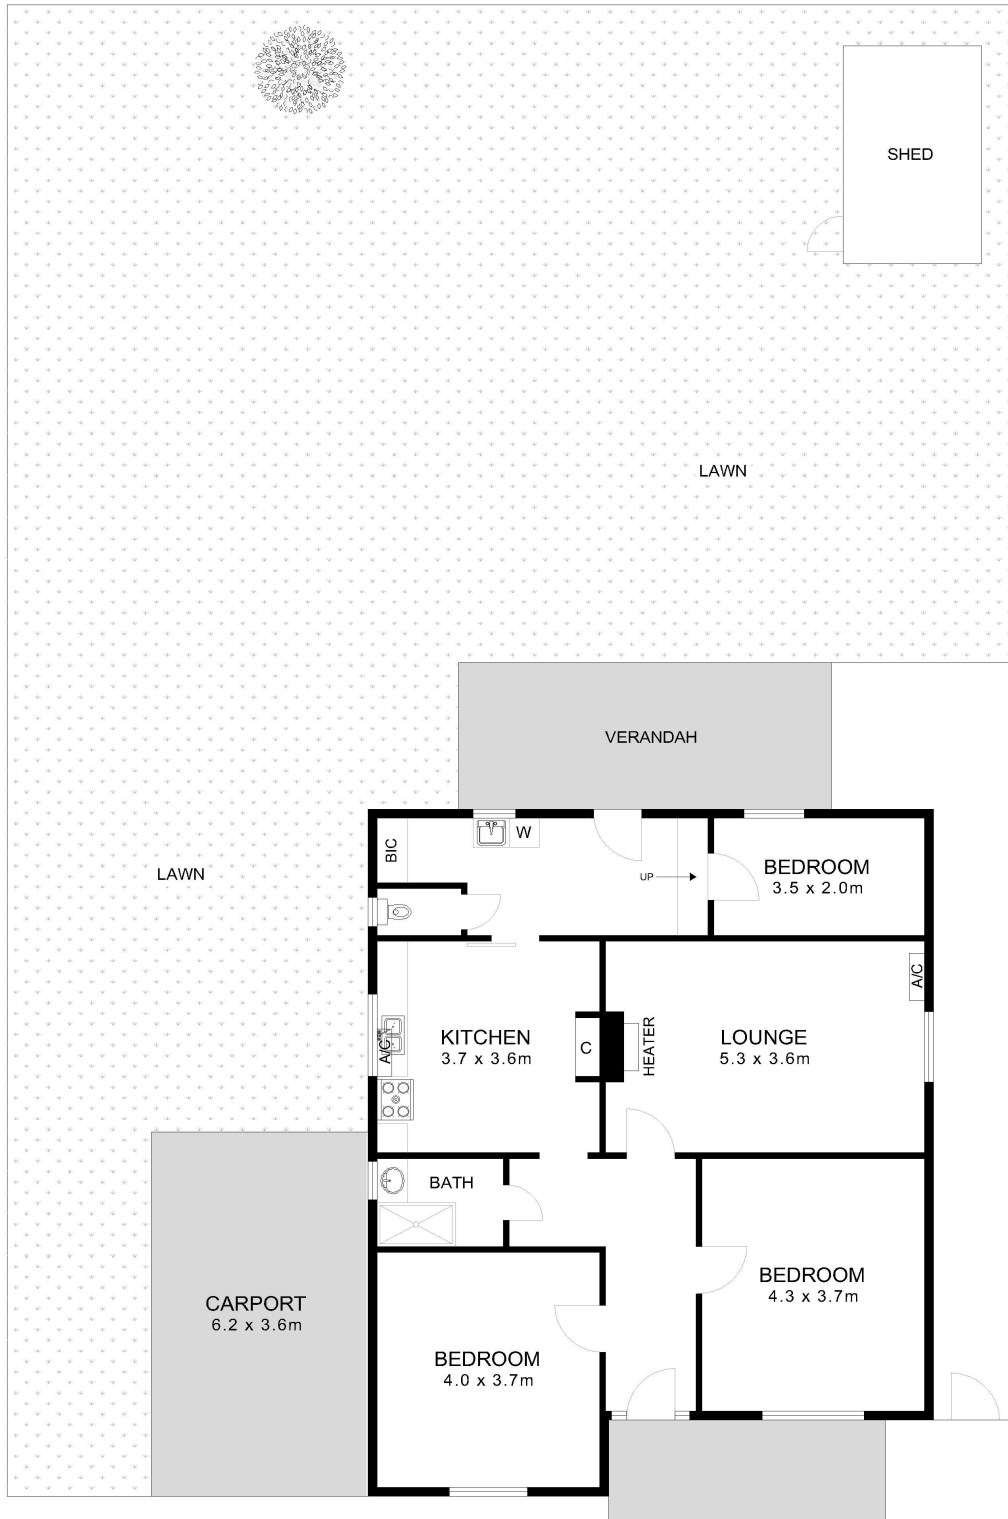 SHED
LAWN
VERANDAH
BIC
W
LAWN
UP
BEDROOM
3.5 x 2.0m
A/C
KITCHEN
3.7 x 3.6m
A/C
C
HEATER
LOUNGE
5.3 x 3.6m
BATH
BEDROOM
4.3 x 3.7m
CARPORT
6.2 x 3.6m
BEDROOM
4.0 x 3.7m